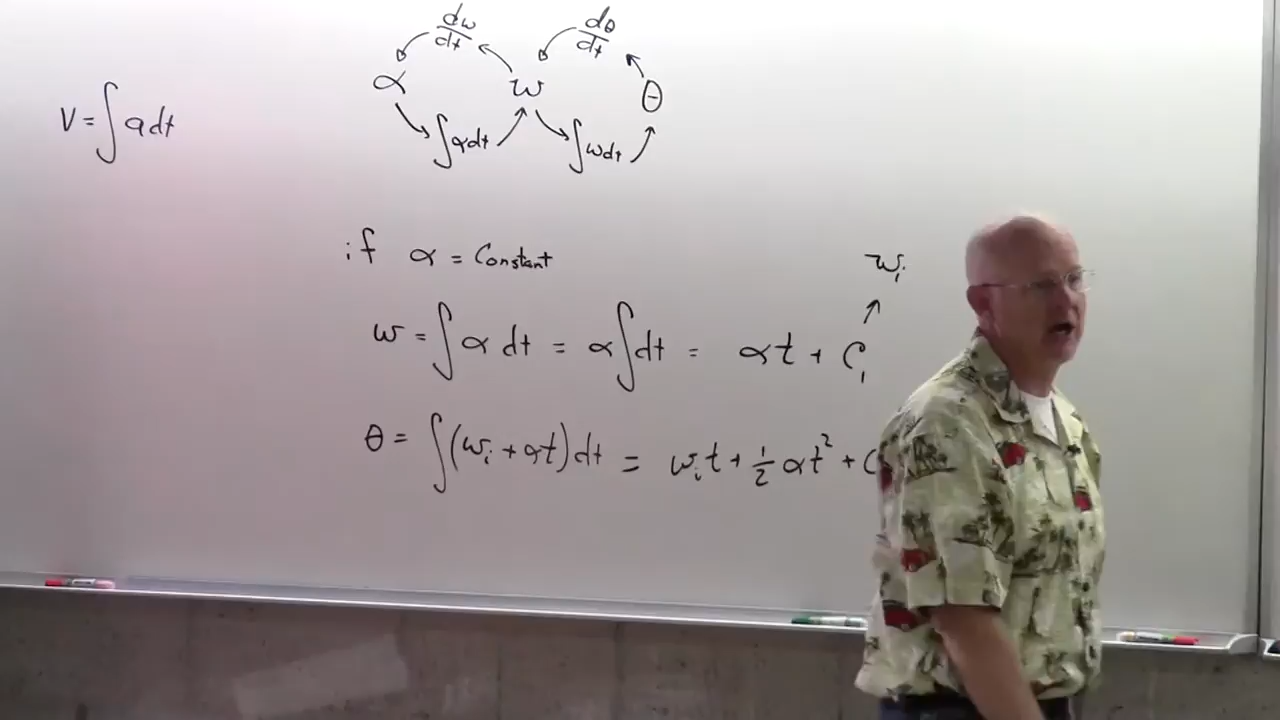 dω/dt dθ/dt
α ω θ
V = ∫ a dt
∫ α dt ∫ ω dt
if α = Constant
ω_i
ω = ∫ α dt = α ∫ dt = αt + C_1
θ = ∫ (ω_i + αt) dt = ω_i t + 1/2 αt² + C